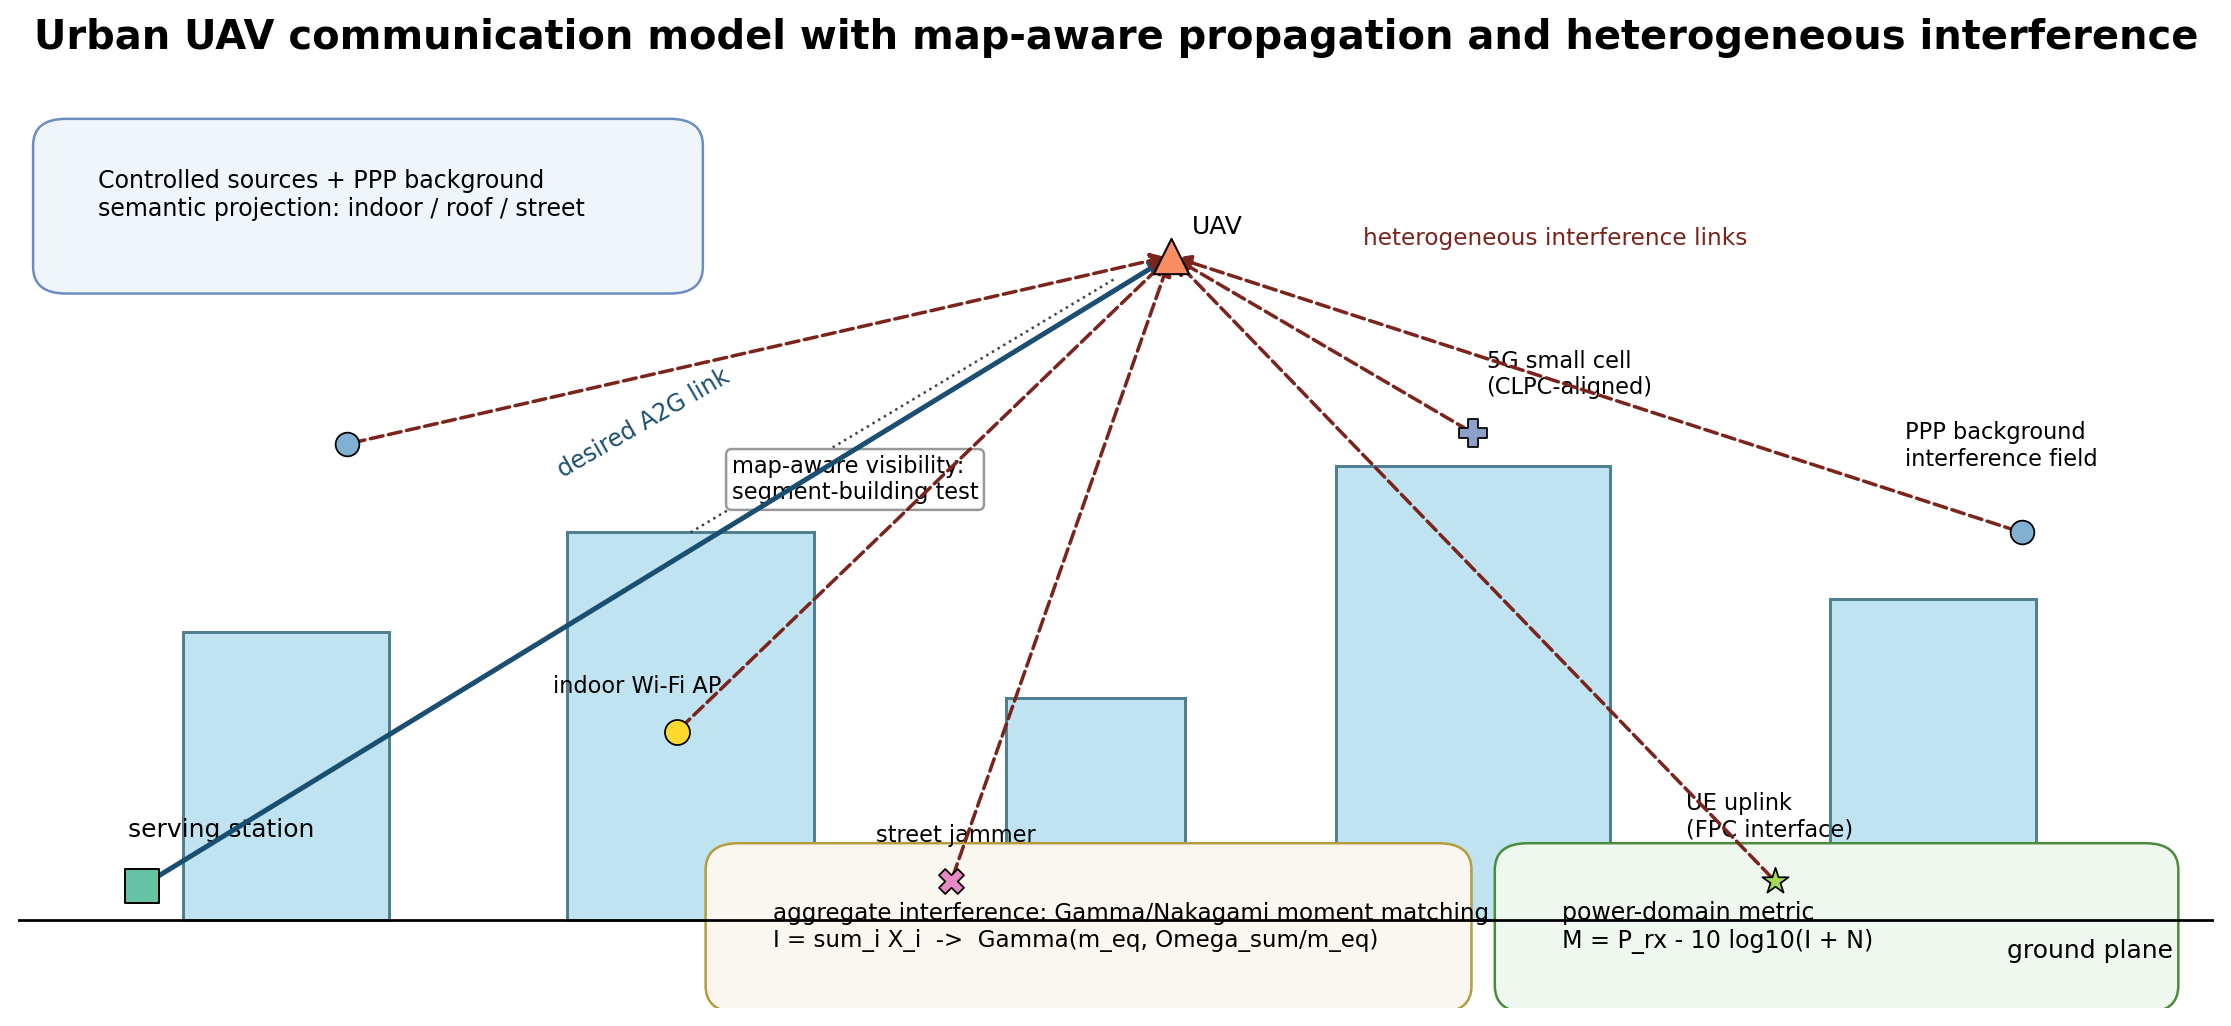 Urban UAV communication model with map-aware propagation and heterogeneous interference
Controlled sources + PPP background
semantic projection: indoor / roof / street
UAV
heterogeneous interference links
5G small cell
(CLPC-aligned)
desired A2G link
PPP background
interference field
map-aware visibility:
segment-building test
indoor Wi-Fi AP
serving station
street jammer
UE uplink
(FPC interface)
aggregate interference: Gamma/Nakagami moment matching
I = sum_i X_i  ->  Gamma(m_eq, Omega_sum/m_eq)
power-domain metric
M = P_rx - 10 log10(I + N)
ground plane